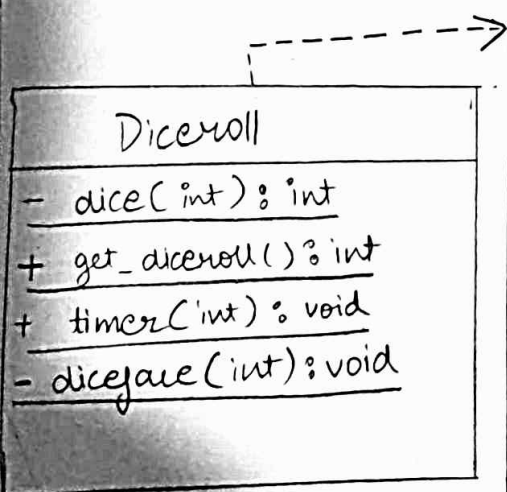 Diceroll
- dice(int): int
+ get_diceroll(): int
+ timer(int): void
- diceface(int): void